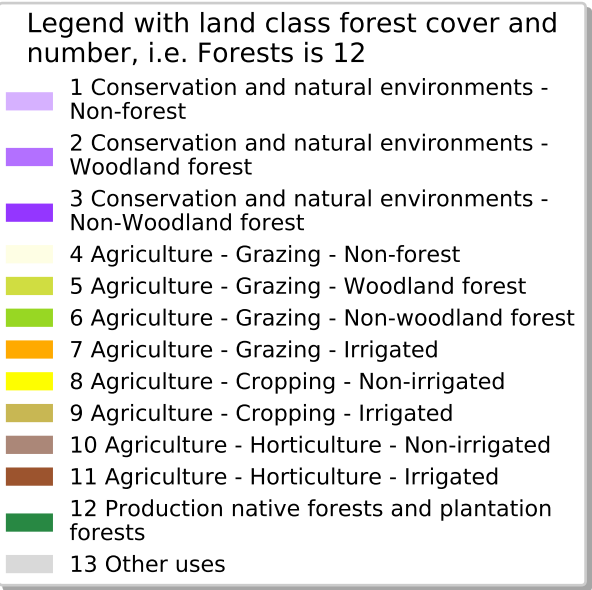 Legend with land class forest cover and
number, i.e. Forests is 12
1 Conservation and natural environments -
Non-forest
2 Conservation and natural environments -
Woodland forest
3 Conservation and natural environments -
Non-Woodland forest
4 Agriculture - Grazing - Non-forest
5 Agriculture - Grazing - Woodland forest
6 Agriculture - Grazing - Non-woodland forest
7 Agriculture - Grazing - Irrigated
8 Agriculture - Cropping - Non-irrigated
9 Agriculture - Cropping - Irrigated
10 Agriculture - Horticulture - Non-irrigated
11 Agriculture - Horticulture - Irrigated
12 Production native forests and plantation
forests
13 Other uses